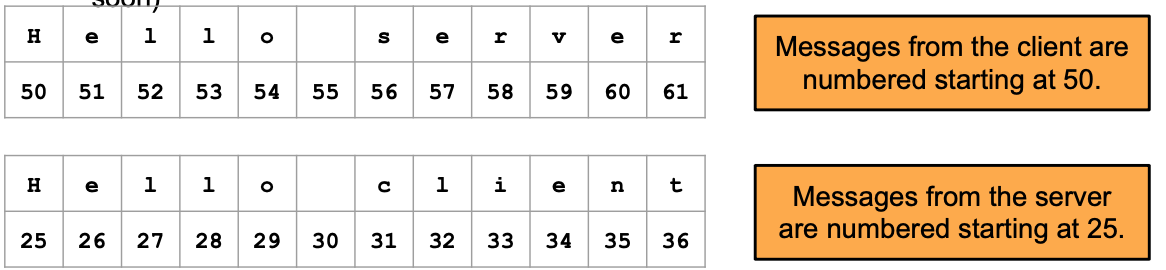 soon)
H e l l o s e r v e r
50 51 52 53 54 55 56 57 58 59 60 61
Messages from the client are
numbered starting at 50.
H e l l o c l i e n t
25 26 27 28 29 30 31 32 33 34 35 36
Messages from the server
are numbered starting at 25.